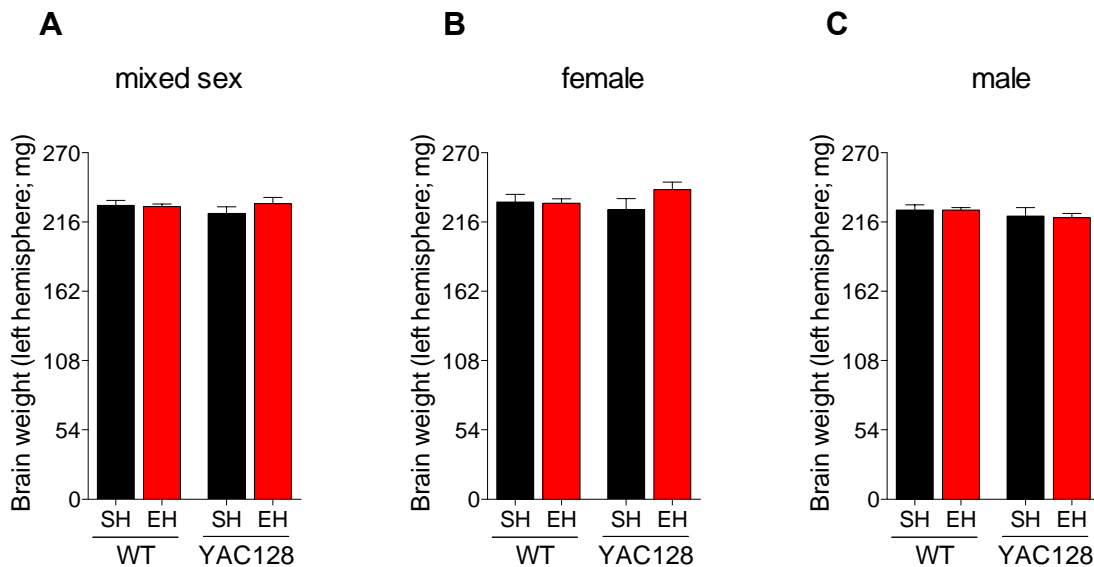 A
mixed sex
Brain weight (left hemisphere; mg)
270
216
162
108
54
0
SH EH SH EH
WT YAC128
B
female
Brain weight (left hemisphere; mg)
270
216
162
108
54
0
SH EH SH EH
WT YAC128
C
male
Brain weight (left hemisphere; mg)
270
216
162
108
54
0
SH EH SH EH
WT YAC128